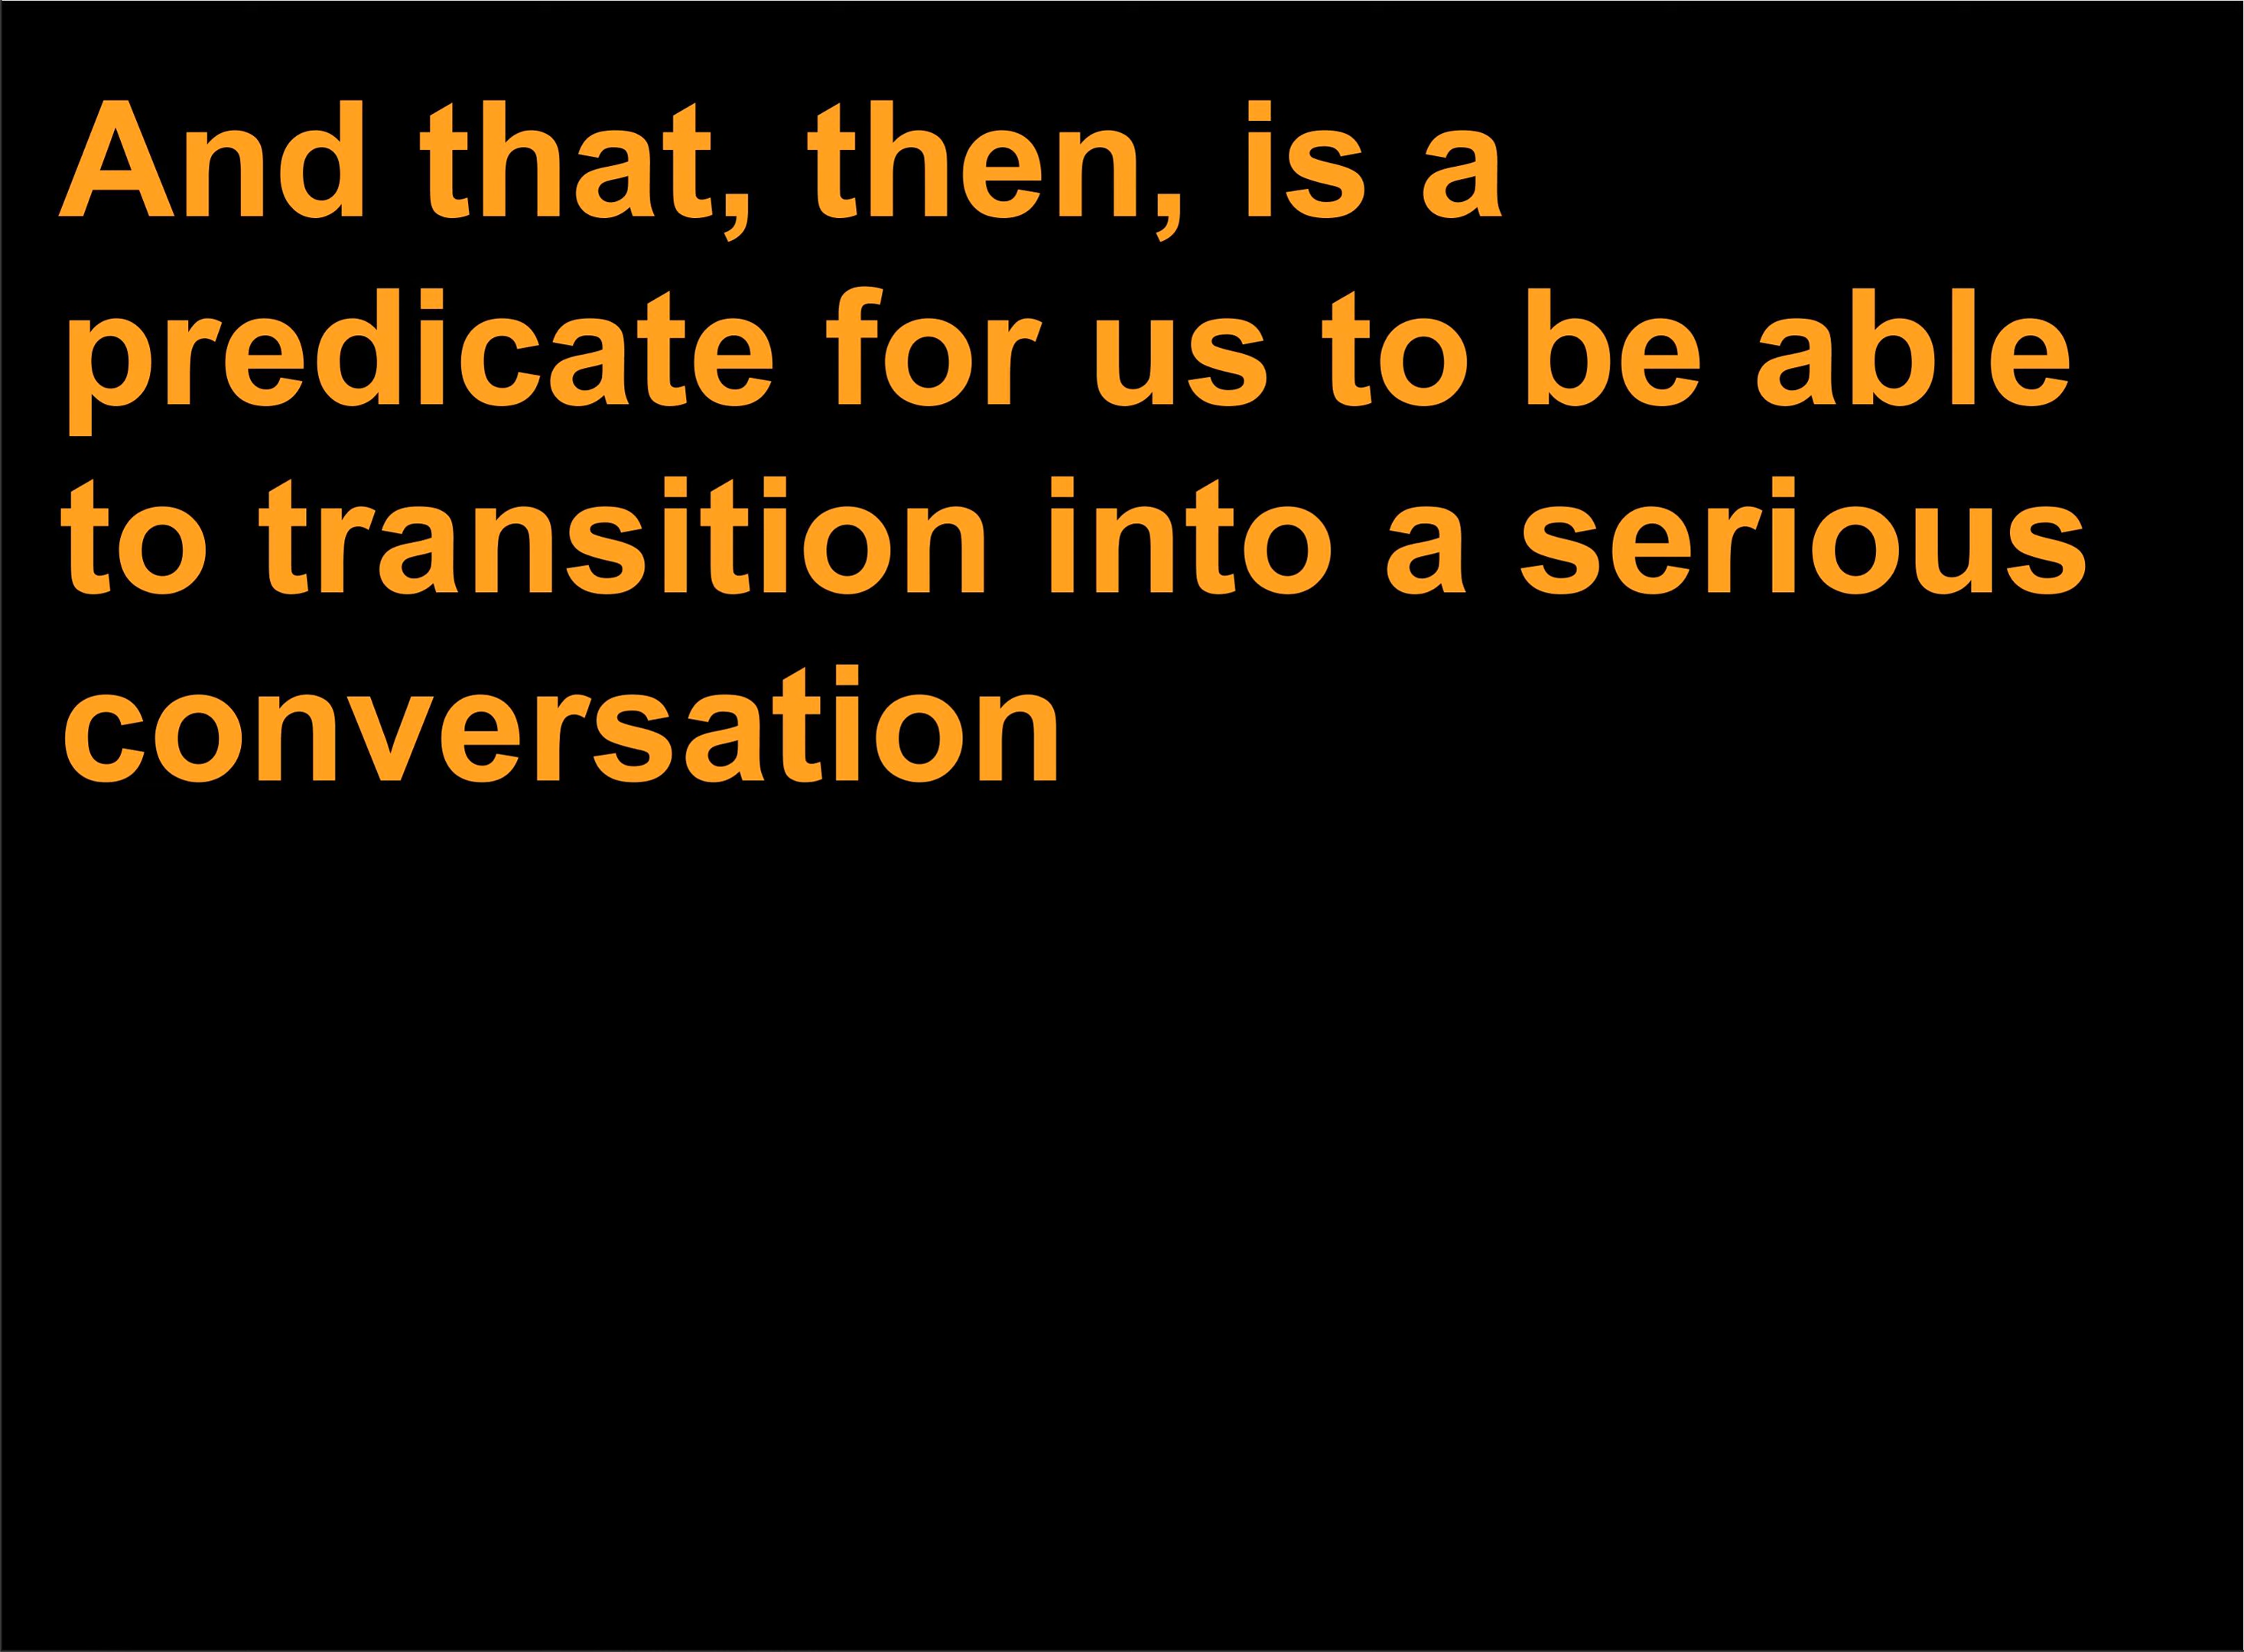 And that, then, is a
predicate for us to be able
to transition into a serious
conversation